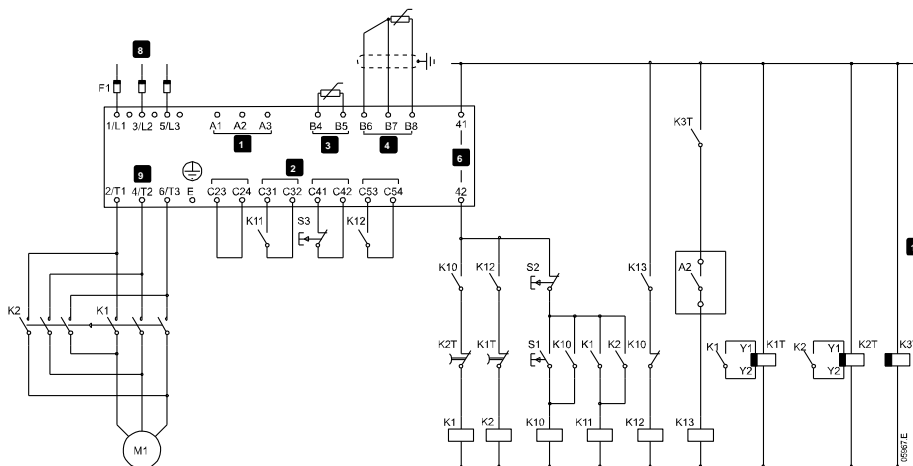 8
F1
1/L1 3/L2 5/L3 A1 A2 A3 B4 B5 B6 B7 B8 41
1 3 4
6
9 2
2/T1 4/T2 6/T3 E C23 C24 C31 C32 C41 C42 C53 C54 42
K11 S3 K12
K3T
K10 K12 S2 K13 A2
K2 K1
K2T K1T S1 K10 K1 K2 K10 K1 Y1 K1T K2 Y1 K2T
Y2 Y2
K1 K2 K10 K11 K12 K13
M1
05967.E